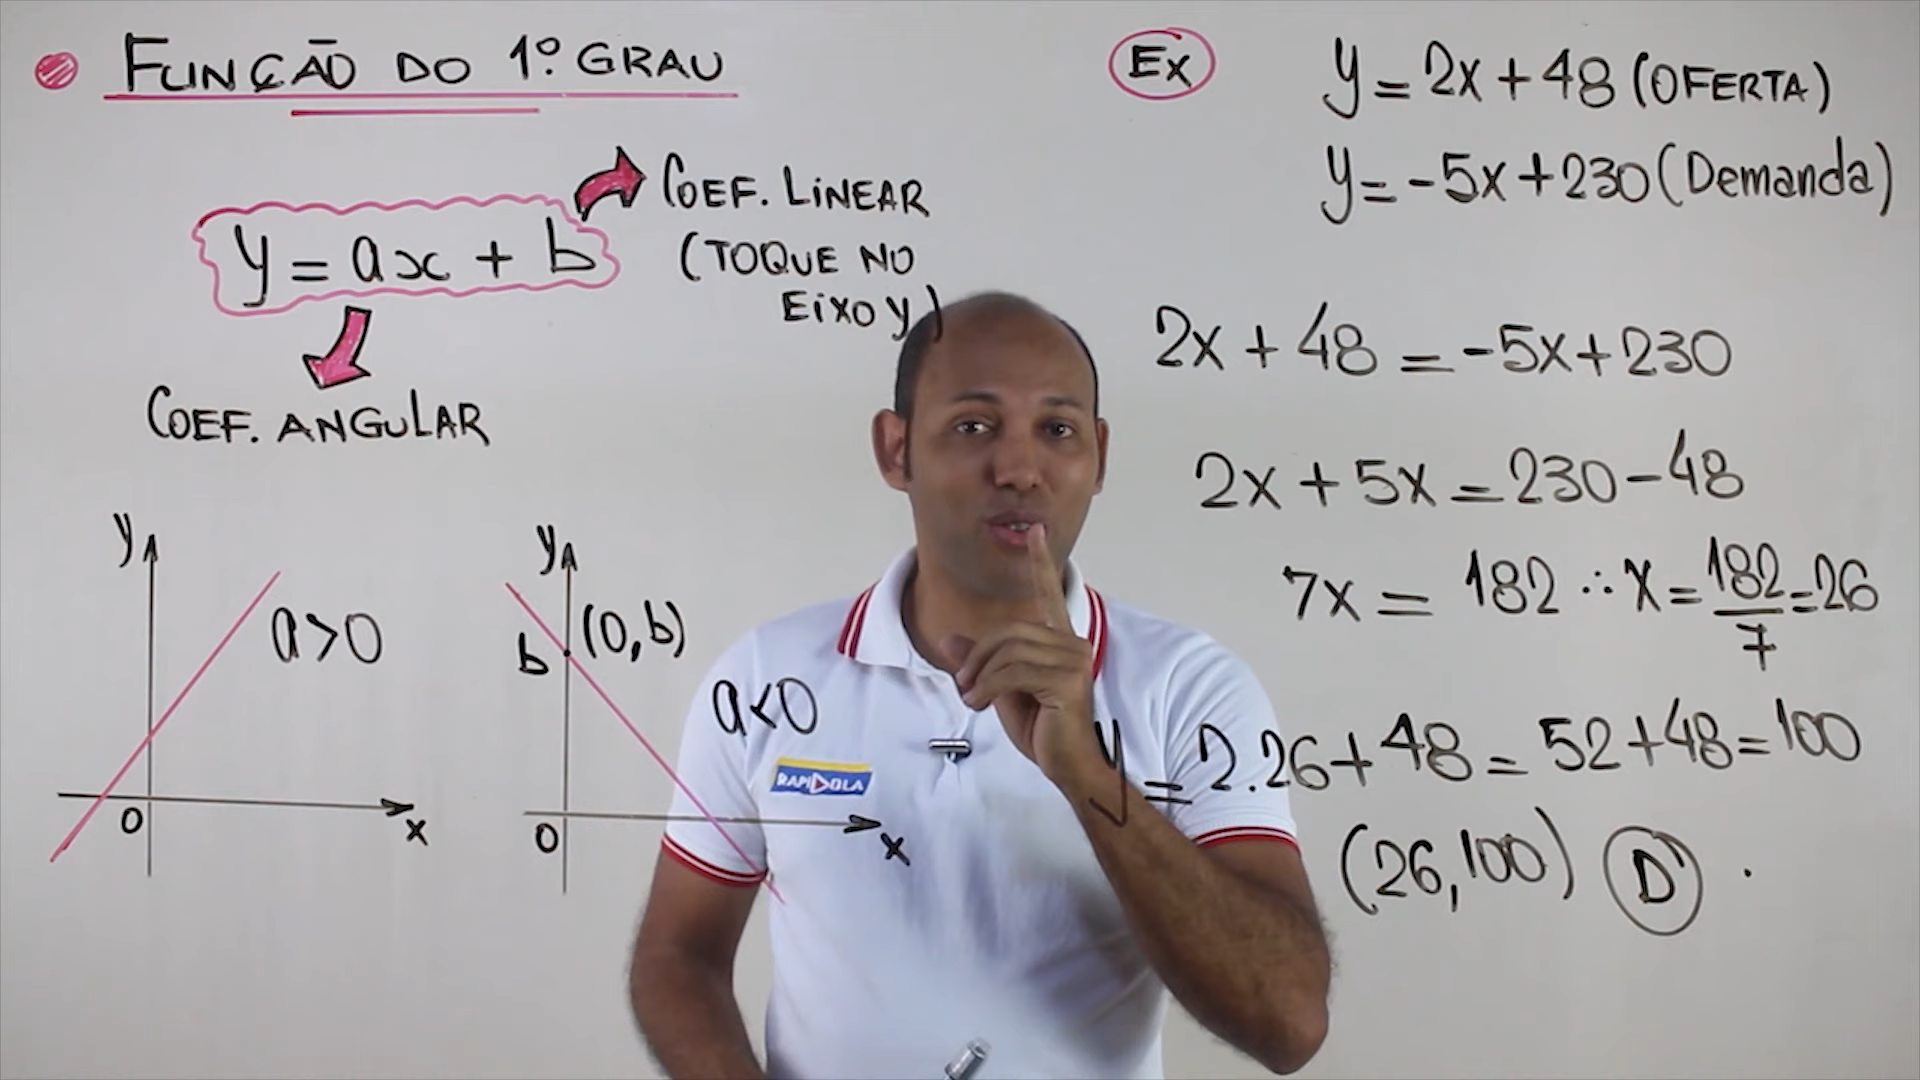 FUNÇÃO DO 1º GRAU
y = ax + b
COEF. LINEAR
(TOQUE NO
EIXO y)
COEF. ANGULAR
y
a>0
0
x
y
b
(0,b)
a<0
0
x
RAPIDOLA
Ex
y = 2x + 48 (OFERTA)
y = -5x + 230 (Demanda)
2x + 48 = -5x + 230
2x + 5x = 230 - 48
7x = 182 ∴ x = 182/7 = 26
y = 2.26 + 48 = 52 + 48 = 100
(26,100) D